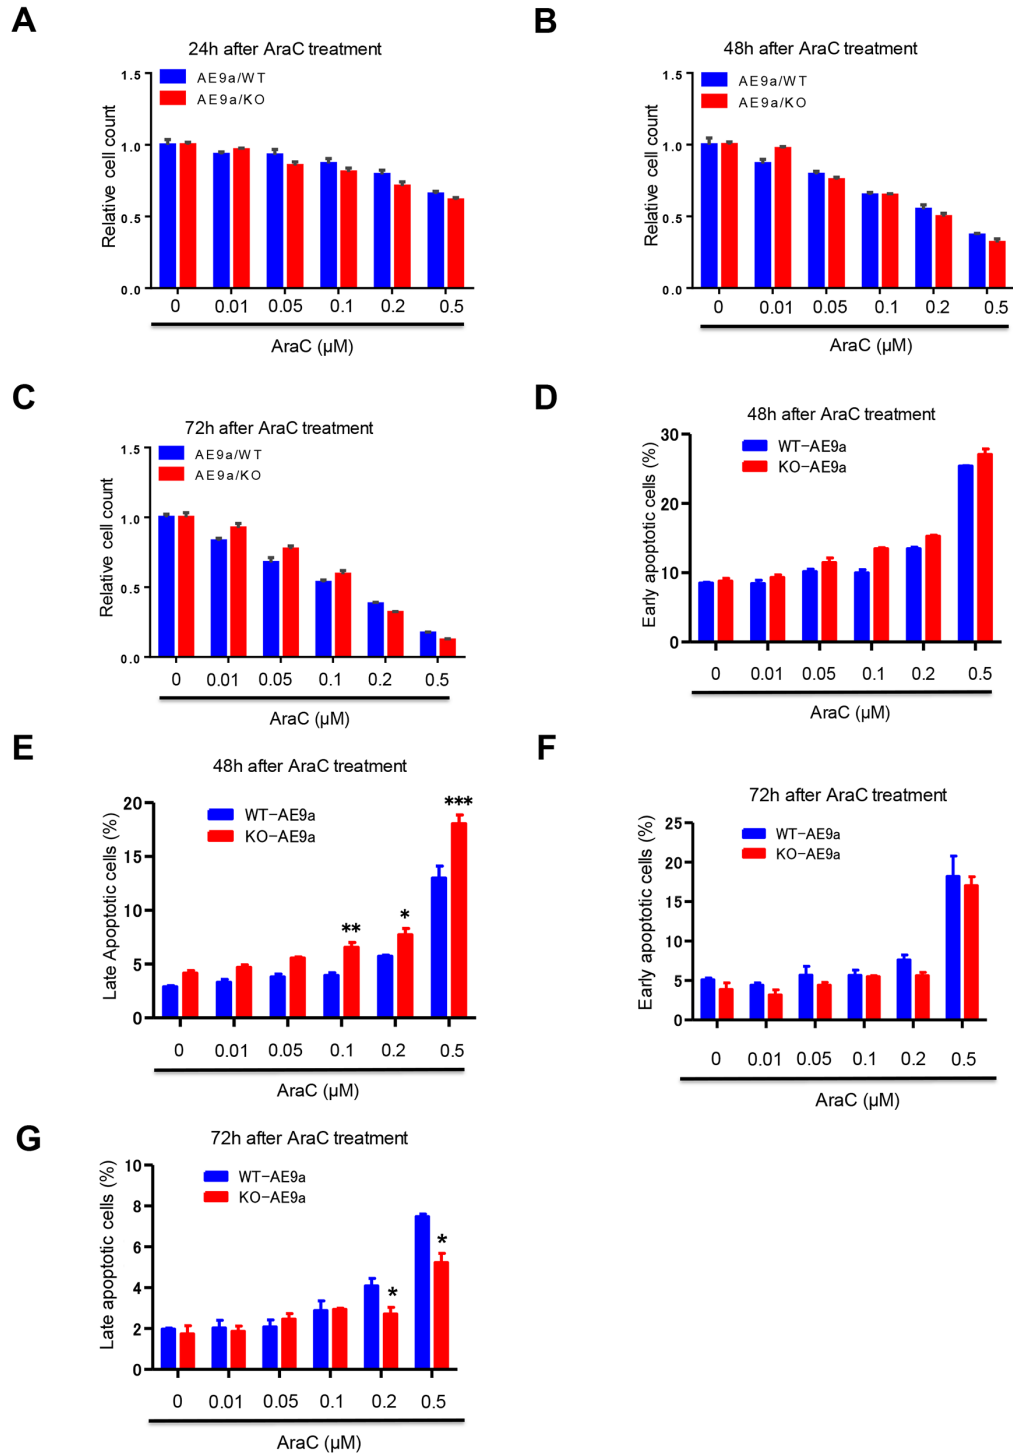 A
24h after AraC treatment
AE9a/WT
AE9a/KO
Relative cell count
1.5
1.0
0.5
0.0
0 0.01 0.05 0.1 0.2 0.5
AraC (μM)
B
48h after AraC treatment
AE9a/WT
AE9a/KO
Relative cell count
1.5
1.0
0.5
0.0
0 0.01 0.05 0.1 0.2 0.5
AraC (μM)
C
72h after AraC treatment
AE9a/WT
AE9a/KO
Relative cell count
1.5
1.0
0.5
0.0
0 0.01 0.05 0.1 0.2 0.5
AraC (μM)
D
48h after AraC treatment
WT-AE9a
KO-AE9a
Early apoptotic cells (%)
30
20
10
0
0 0.01 0.05 0.1 0.2 0.5
AraC (μM)
E
48h after AraC treatment
WT-AE9a
KO-AE9a
Late Apoptotic cells (%)
20
15
10
5
0
** * ***
0 0.01 0.05 0.1 0.2 0.5
AraC (μM)
F
72h after AraC treatment
WT-AE9a
KO-AE9a
Early apoptotic cells (%)
25
20
15
10
5
0
0 0.01 0.05 0.1 0.2 0.5
AraC (μM)
G
72h after AraC treatment
WT-AE9a
KO-AE9a
Late apoptotic cells (%)
10
8
6
4
2
0
* *
0 0.01 0.05 0.1 0.2 0.5
AraC (μM)